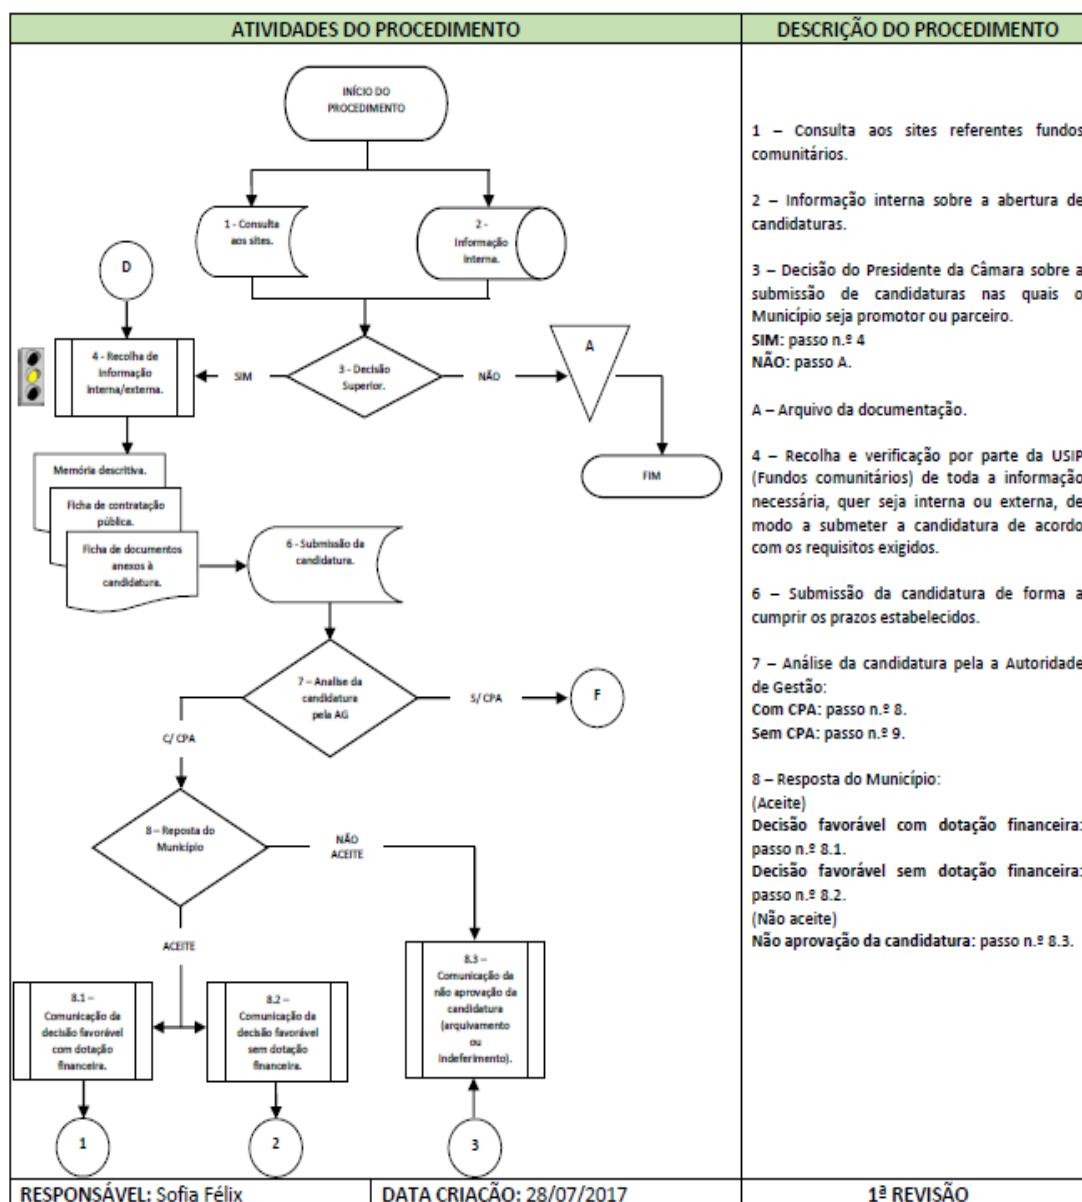 ATIVIDADES DO PROCEDIMENTO
DESCRIÇÃO DO PROCEDIMENTO
INÍCIO DO
PROCEDIMENTO
1 - Consulta
aos sites.
2 -
Informação
Interna.
D
4 - Recolha de
Informação
Interna/externa.
SIM
3 - Decisão
Superior.
NÃO
A
FIM
Memória descritiva.
Ficha de contratação
pública.
Ficha de documentos
anexos à
candidatura.
6 - Submissão da
candidatura.
7 – Analise da
candidatura
pela AG
S/ CPA
F
C/ CPA
8 – Reposta do
Município
NÃO
ACEITE
ACEITE
8.1 –
Comunicação da
decisão favorável
com dotação
financeira.
8.2 –
Comunicação da
decisão favorável
sem dotação
financeira.
8.3 –
Comunicação da
não aprovação da
candidatura
(arquivamento
ou
Indeferimento).
1
2
3
1 – Consulta aos sites referentes fundos
comunitários.
2 – Informação interna sobre a abertura de
candidaturas.
3 – Decisão do Presidente da Câmara sobre a
submissão de candidaturas nas quais o
Município seja promotor ou parceiro.
SIM: passo n.º 4
NÃO: passo A.
A – Arquivo da documentação.
4 – Recolha e verificação por parte da USIP
(Fundos comunitários) de toda a informação
necessária, quer seja interna ou externa, de
modo a submeter a candidatura de acordo
com os requisitos exigidos.
6 – Submissão da candidatura de forma a
cumprir os prazos estabelecidos.
7 – Análise da candidatura pela a Autoridade
de Gestão:
Com CPA: passo n.º 8.
Sem CPA: passo n.º 9.
8 – Resposta do Município:
(Aceite)
Decisão favorável com dotação financeira:
passo n.º 8.1.
Decisão favorável sem dotação financeira:
passo n.º 8.2.
(Não aceite)
Não aprovação da candidatura: passo n.º 8.3.
RESPONSÁVEL: Sofia Félix
DATA CRIAÇÃO: 28/07/2017
1ª REVISÃO